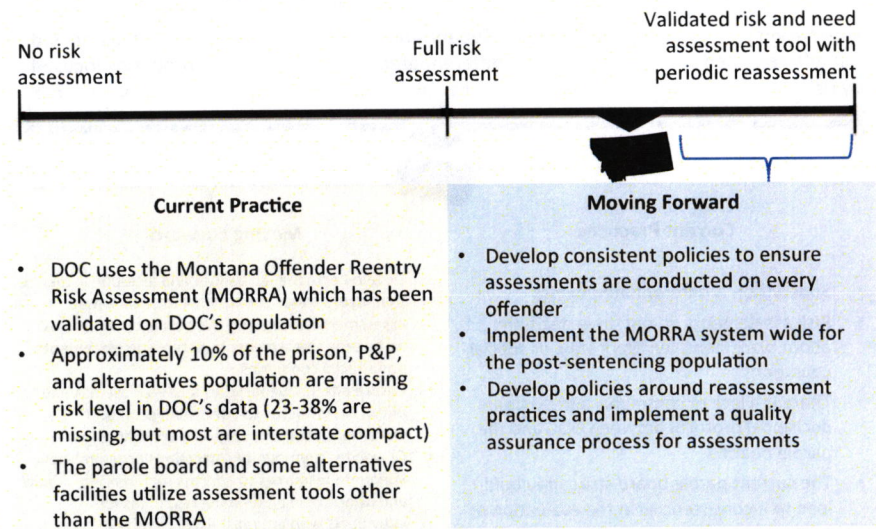 No risk
assessment
Full risk
assessment
Validated risk and need
assessment tool with
periodic reassessment
Current Practice
• DOC uses the Montana Offender Reentry
Risk Assessment (MORRA) which has been
validated on DOC's population
• Approximately 10% of the prison, P&P,
and alternatives population are missing
risk level in DOC's data (23-38% are
missing, but most are interstate compact)
• The parole board and some alternatives
facilities utilize assessment tools other
than the MORRA
Moving Forward
• Develop consistent policies to ensure
assessments are conducted on every
offender
• Implement the MORRA system wide for
the post-sentencing population
• Develop policies around reassessment
practices and implement a quality
assurance process for assessments